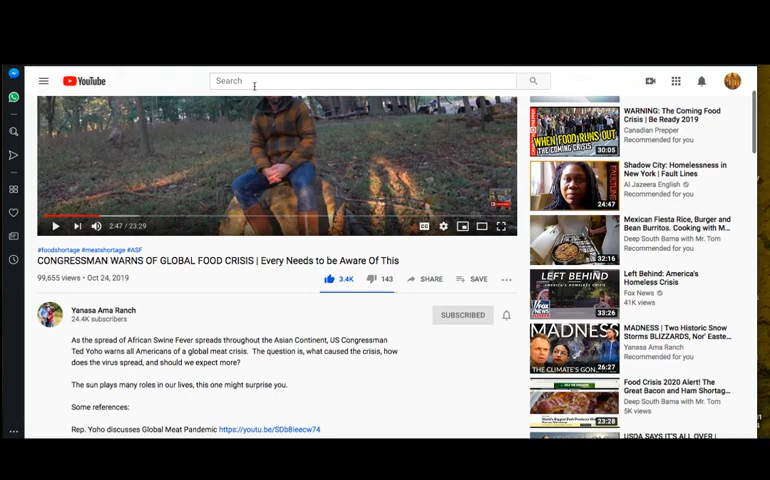 YouTube
Search
2:47 / 23:29
#foodshortage #meatshortage #ASF
CONGRESSMAN WARNS OF GLOBAL FOOD CRISIS | Every Needs to be Aware Of This
99,655 views • Oct 24, 2019
3.4K
143
SHARE
SAVE
Yanasa Ama Ranch
24.4K subscribers
SUBSCRIBED
As the spread of African Swine Fever spreads throughout the Asian Continent, US Congressman
Ted Yoho warns all Americans of a global meat crisis. The question is, what caused the crisis, how
does the virus spread, and should we expect more?
The sun plays many roles in our lives, this one might surprise you.
Some references:
Rep. Yoho discusses Global Meat Pandemic https://youtu.be/SDb8Ieecw74
WHEN FOOD RUNS OUT
THE COMING CRISIS
30:05
WARNING: The Coming Food
Crisis | Be Ready 2019
Canadian Prepper
Recommended for you
24:47
Shadow City: Homelessness in
New York | Fault Lines
Al Jazeera English
Recommended for you
32:16
Mexican Fiesta Rice, Burger and
Bean Burritos. Cooking with M...
Deep South Bama with Mr. Tom
Recommended for you
LEFT BEHIND
33:26
Left Behind: America's
Homeless Crisis
Fox News
41K views
MADNESS
THE CLIMATE'S GON
26:27
MADNESS | Two Historic Snow
Storms BLIZZARDS, Nor' Easte...
Yanasa Ama Ranch
Recommended for you
23:28
Food Crisis 2020 Alert! The
Great Bacon and Ham Shortag...
Deep South Bama with Mr. Tom
5K views
USDA SAYS IT'S ALL OVER |